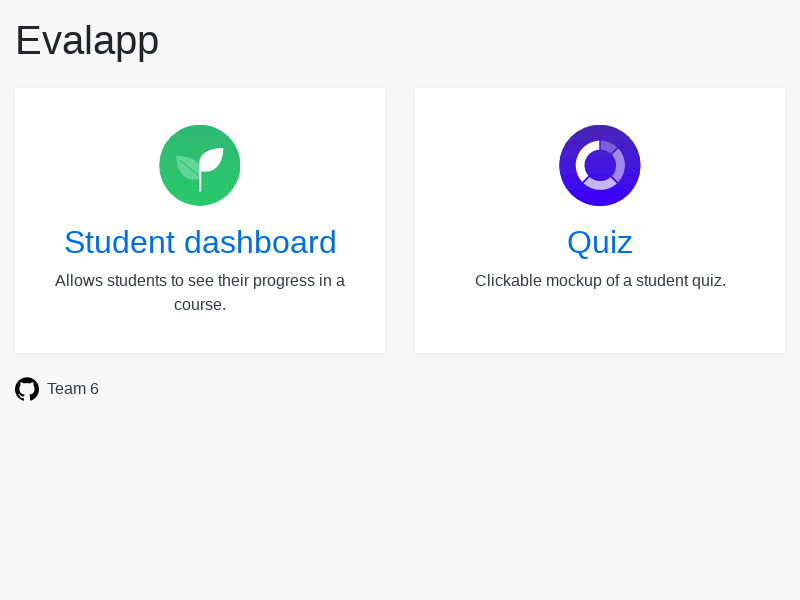 Evalapp
Student dashboard
Allows students to see their progress in a
course.
Quiz
Clickable mockup of a student quiz.
Team 6